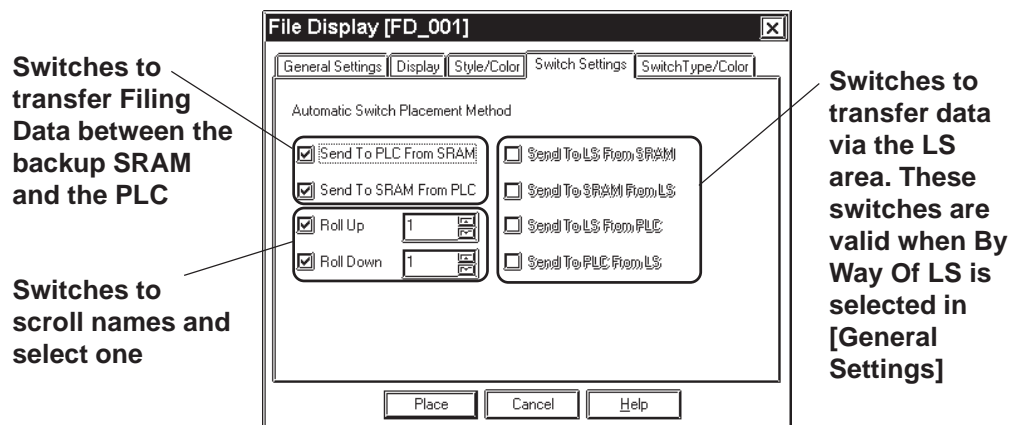 File Display [FD_001]
General Settings
Display
Style/Color
Switch Settings
SwitchType/Color
Switches to
transfer Filing
Data between the
backup SRAM
and the PLC
Automatic Switch Placement Method
Send To PLC From SRAM
Send To SRAM From PLC
Roll Up
1
Roll Down
1
Send To LS From SRAM
Send To SRAM From LS
Send To LS From PLC
Send To PLC From LS
Switches to
scroll names and
select one
Switches to
transfer data
via the LS
area. These
switches are
valid when By
Way Of LS is
selected in
[General
Settings]
Place
Cancel
Help